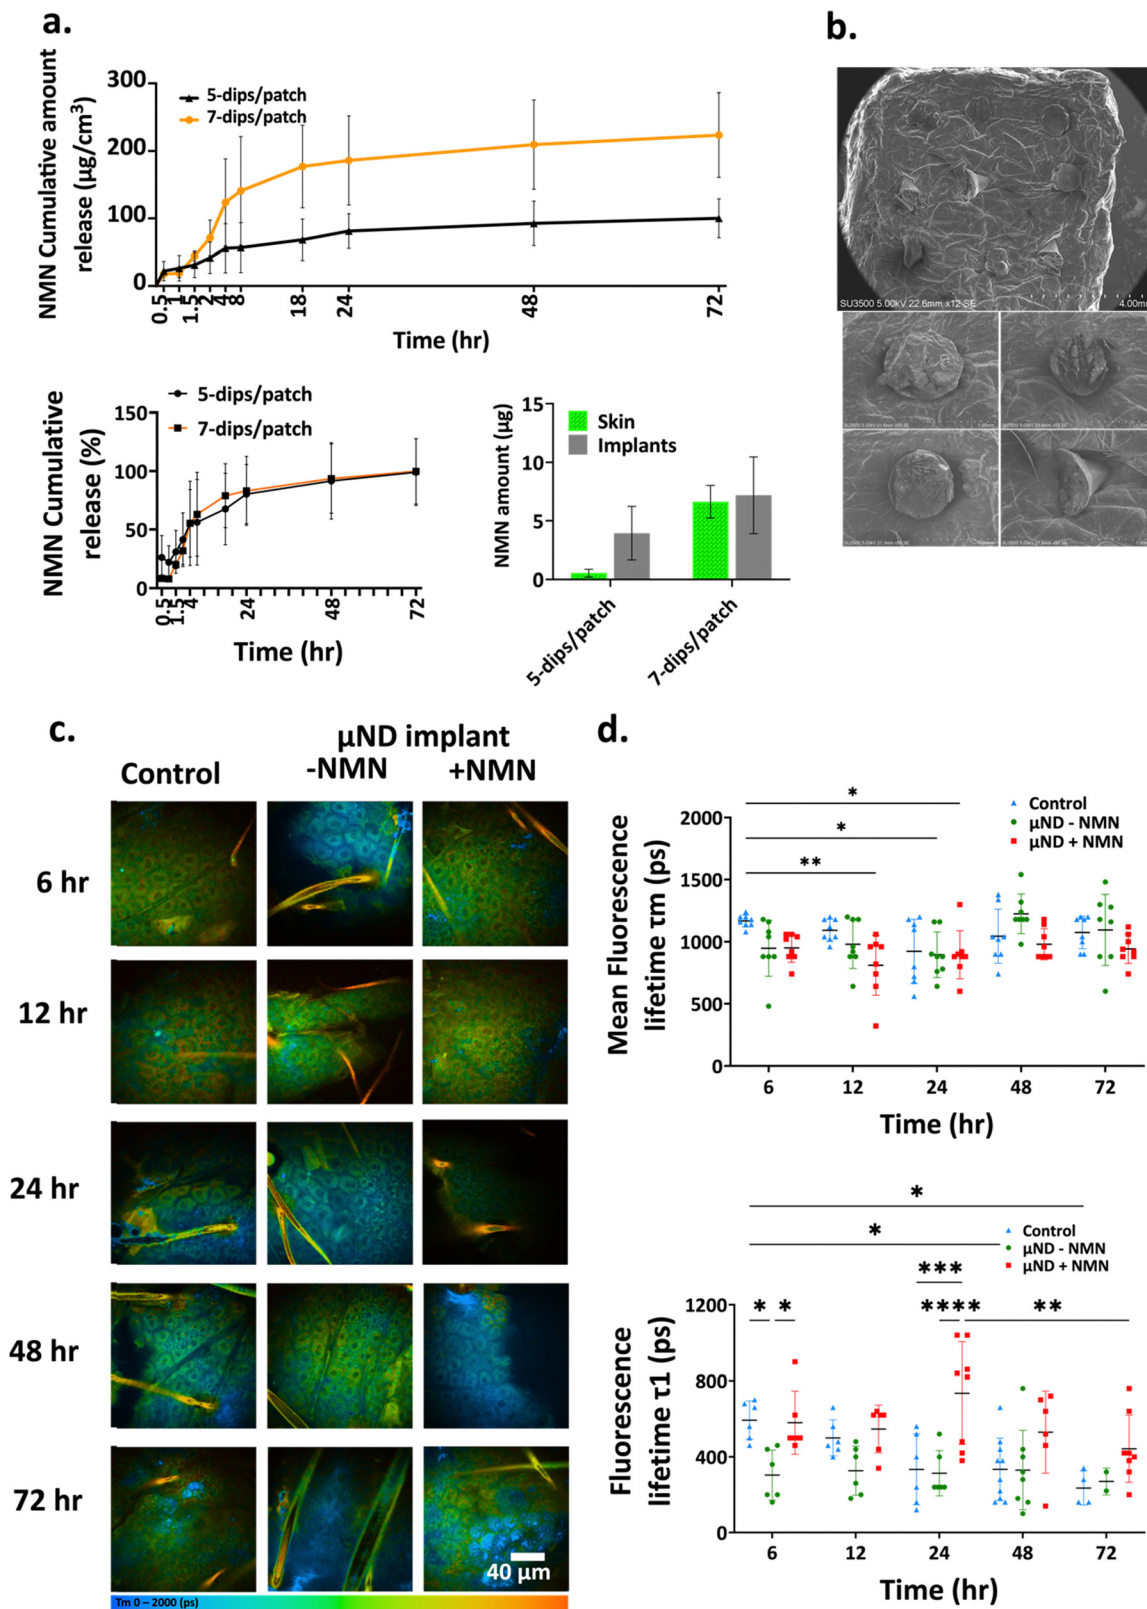 a.
NMN Cumulative amount
release (µg/cm³)
300
200
100
0
5-dips/patch
7-dips/patch
0.5
1
1.5
2
4
8
18
24
48
72
Time (hr)
b.
SU3500 5.00kV 22.6mm x12 SE
4.00mm
NMN Cumulative
release (%)
150
100
50
0
5-dips/patch
7-dips/patch
0.5
1.5
4
24
48
72
Time (hr)
NMN amount (µg)
15
10
5
0
Skin
Implants
5-dips/patch
7-dips/patch
c.
µND implant
Control
-NMN
+NMN
6 hr
12 hr
24 hr
48 hr
72 hr
40 µm
Tm 0 – 2000 (ps)
d.
Mean Fluorescence
lifetime τm (ps)
2000
1500
1000
500
0
*
*
**
Control
µND - NMN
µND + NMN
6 12 24 48 72
Time (hr)
Fluorescence
lifetime τ1 (ps)
1200
800
400
0
*
*
***
* * **** **
Control
µND - NMN
µND + NMN
6 12 24 48 72
Time (hr)